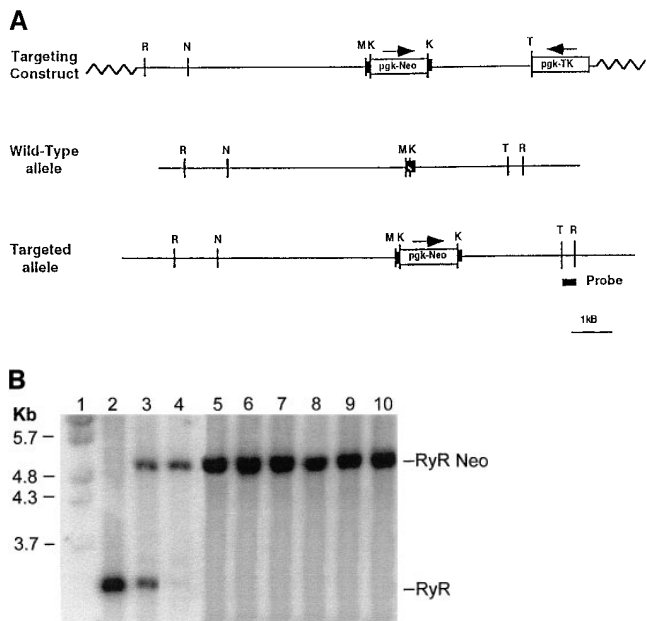 A
R N M K K T
pgk-Neo pgk-TK
Targeting
Construct
R N M K T R
Wild-Type
allele
R N M K K T R
pgk-Neo
Targeted
allele
Probe
1kB
B
1 2 3 4 5 6 7 8 9 10
Kb
5.7
RyR Neo
4.8
4.3
3.7
RyR